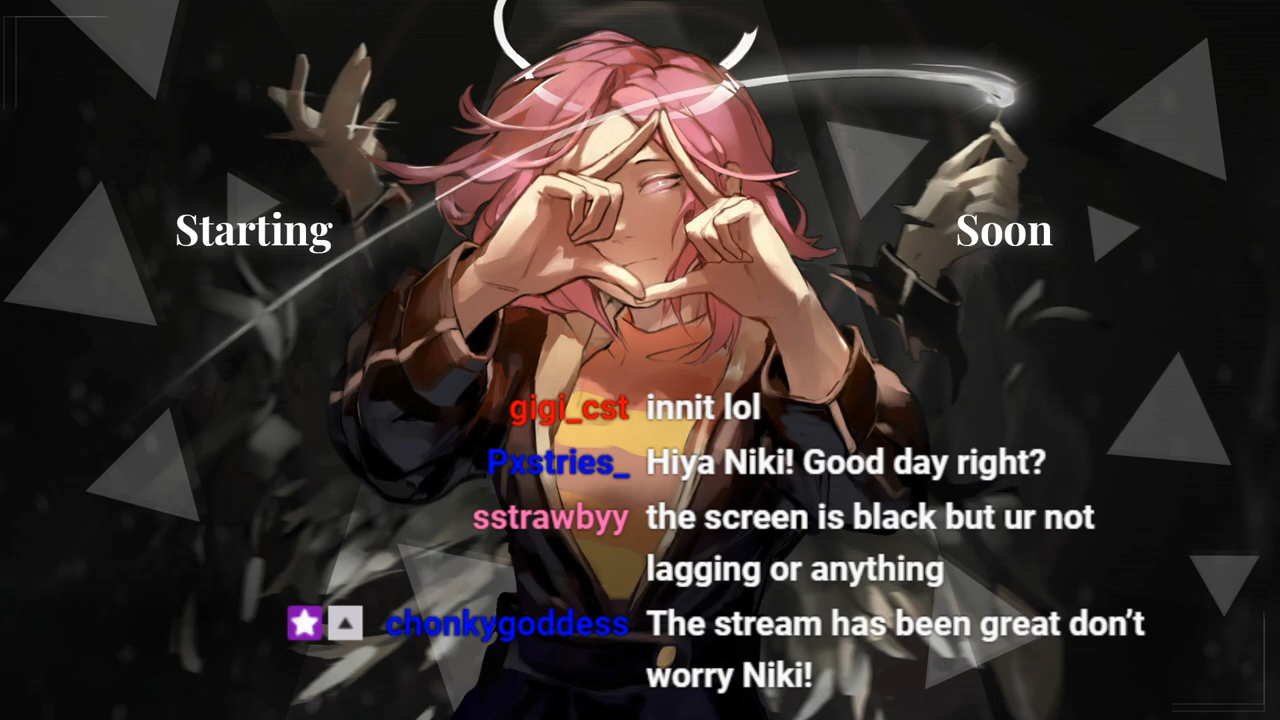 Starting Soon
gigi_cst innit lol
Pxstries_ Hiya Niki! Good day right?
sstrawbyy the screen is black but ur not
lagging or anything
chonkygoddess The stream has been great don’t
worry Niki!